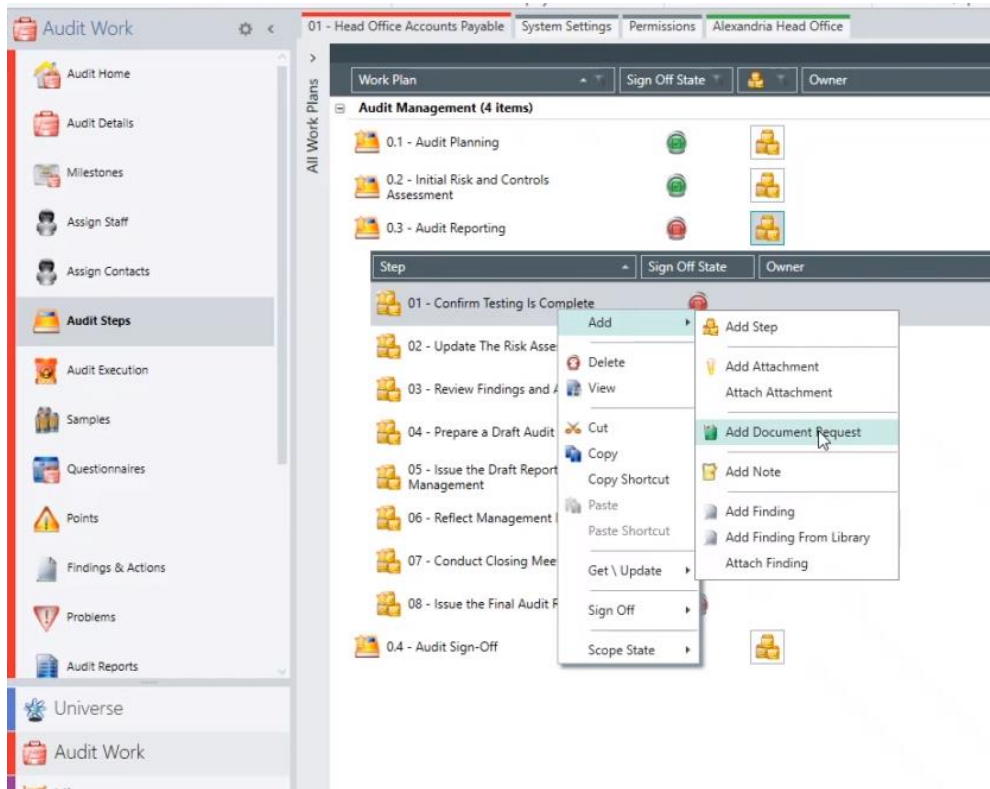 Audit Work
Audit Home
Audit Details
Milestones
Assign Staff
Assign Contacts
Audit Steps
Audit Execution
Samples
Questionnaires
Points
Findings & Actions
Problems
Audit Reports
Universe
Audit Work
01 - Head Office Accounts Payable
System Settings
Permissions
Alexandria Head Office
All Work Plans
Work Plan
Sign Off State
Owner
Audit Management (4 items)
0.1 - Audit Planning
0.2 - Initial Risk and Controls
Assessment
0.3 - Audit Reporting
Step
Sign Off State
Owner
01 - Confirm Testing Is Complete
02 - Update The Risk Asse
03 - Review Findings and A
04 - Prepare a Draft Audit
05 - Issue the Draft Report
Management
06 - Reflect Management
07 - Conduct Closing Mee
08 - Issue the Final Audit R
0.4 - Audit Sign-Off
Add
Delete
View
Cut
Copy
Copy Shortcut
Paste
Paste Shortcut
Get \ Update
Sign Off
Scope State
Add Step
Add Attachment
Attach Attachment
Add Document Request
Add Note
Add Finding
Add Finding From Library
Attach Finding